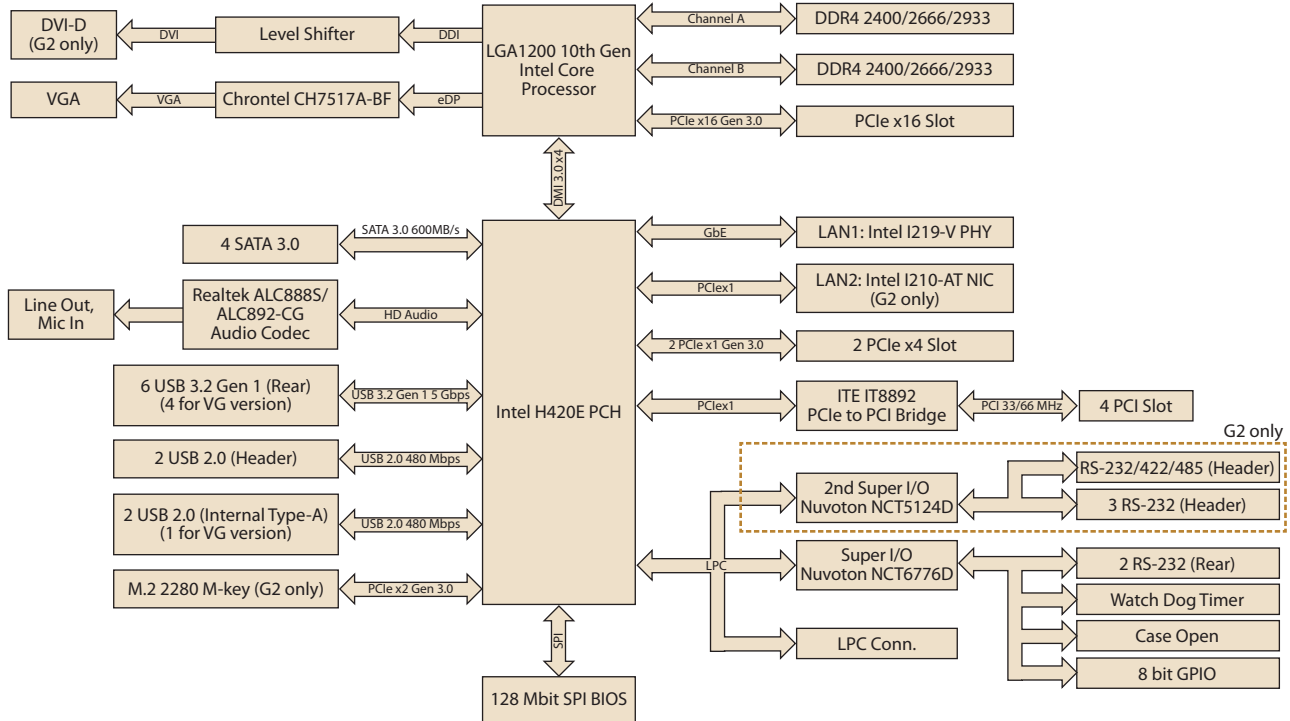 DVI-D
(G2 only)
DVI
Level Shifter
DDI
VGA
VGA
Chrontel CH7517A-BF
eDP
LGA1200 10th Gen
Intel Core
Processor
Channel A
DDR4 2400/2666/2933
Channel B
DDR4 2400/2666/2933
PCIe x16 Gen 3.0
PCIe x16 Slot
DMI 3.0 x4
4 SATA 3.0
SATA 3.0 600MB/s
Line Out,
Mic In
Realtek ALC888S/
ALC892-CG
Audio Codec
HD Audio
6 USB 3.2 Gen 1 (Rear)
(4 for VG version)
USB 3.2 Gen 1 5 Gbps
2 USB 2.0 (Header)
USB 2.0 480 Mbps
2 USB 2.0 (Internal Type-A)
(1 for VG version)
USB 2.0 480 Mbps
M.2 2280 M-key (G2 only)
PCIe x2 Gen 3.0
Intel H420E PCH
SPI
128 Mbit SPI BIOS
GbE
LAN1: Intel I219-V PHY
PCIex1
LAN2: Intel I210-AT NIC
(G2 only)
2 PCIe x1 Gen 3.0
2 PCIe x4 Slot
PCIex1
ITE IT8892
PCIe to PCI Bridge
PCI 33/66 MHz
4 PCI Slot
G2 only
2nd Super I/O
Nuvoton NCT5124D
RS-232/422/485 (Header)
3 RS-232 (Header)
LPC
Super I/O
Nuvoton NCT6776D
2 RS-232 (Rear)
Watch Dog Timer
Case Open
8 bit GPIO
LPC Conn.